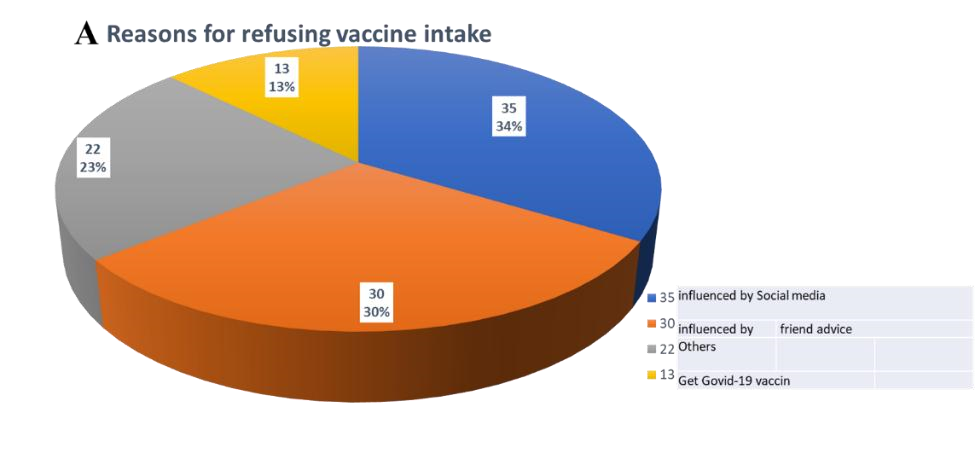 A Reasons for refusing vaccine intake
13
13%
35
34%
22
23%
30
30%
35 influenced by Social media
30 influenced by friend advice
22 Others
13 Get Govid-19 vaccin